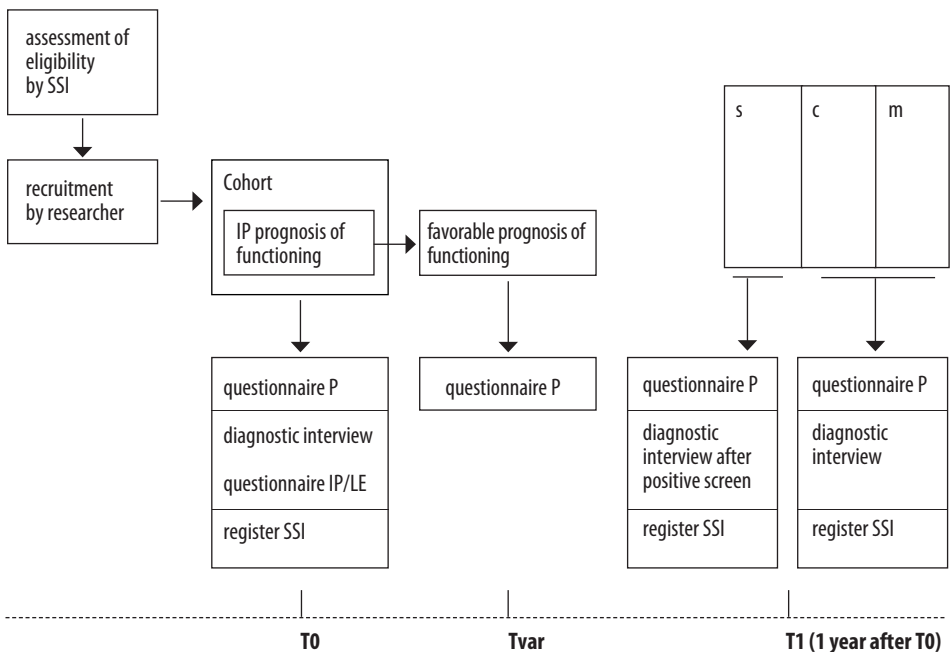 assessment of
eligibility
by SSI
recruitment
by researcher
Cohort
IP prognosis of
functioning
favorable prognosis of
functioning
s
c
m
questionnaire P
diagnostic interview
questionnaire IP/LE
register SSI
questionnaire P
questionnaire P
diagnostic
interview after
positive screen
register SSI
questionnaire P
diagnostic
interview
register SSI
T0
Tvar
T1 (1 year after T0)